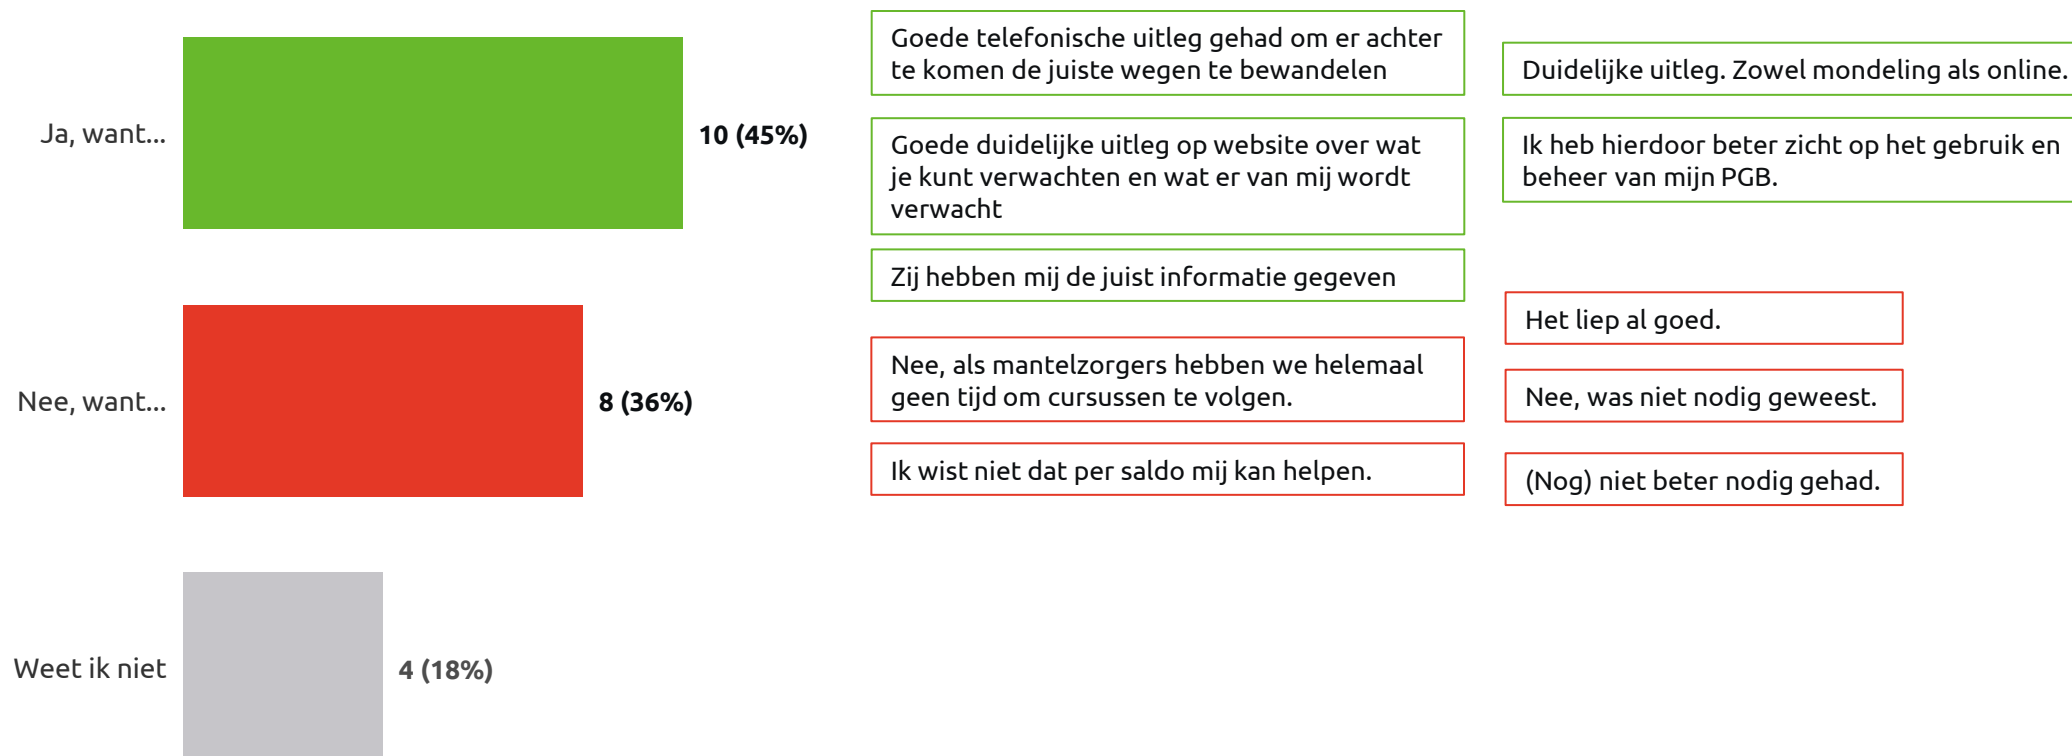 Ja, want...
10 (45%)
Goede telefonische uitleg gehad om er achter
te komen de juiste wegen te bewandelen
Goede duidelijke uitleg op website over wat
je kunt verwachten en wat er van mij wordt
verwacht
Zij hebben mij de juist informatie gegeven
Duidelijke uitleg. Zowel mondeling als online.
Ik heb hierdoor beter zicht op het gebruik en
beheer van mijn PGB.
Nee, want...
8 (36%)
Nee, als mantelzorgers hebben we helemaal
geen tijd om cursussen te volgen.
Ik wist niet dat per saldo mij kan helpen.
Het liep al goed.
Nee, was niet nodig geweest.
(Nog) niet beter nodig gehad.
Weet ik niet
4 (18%)